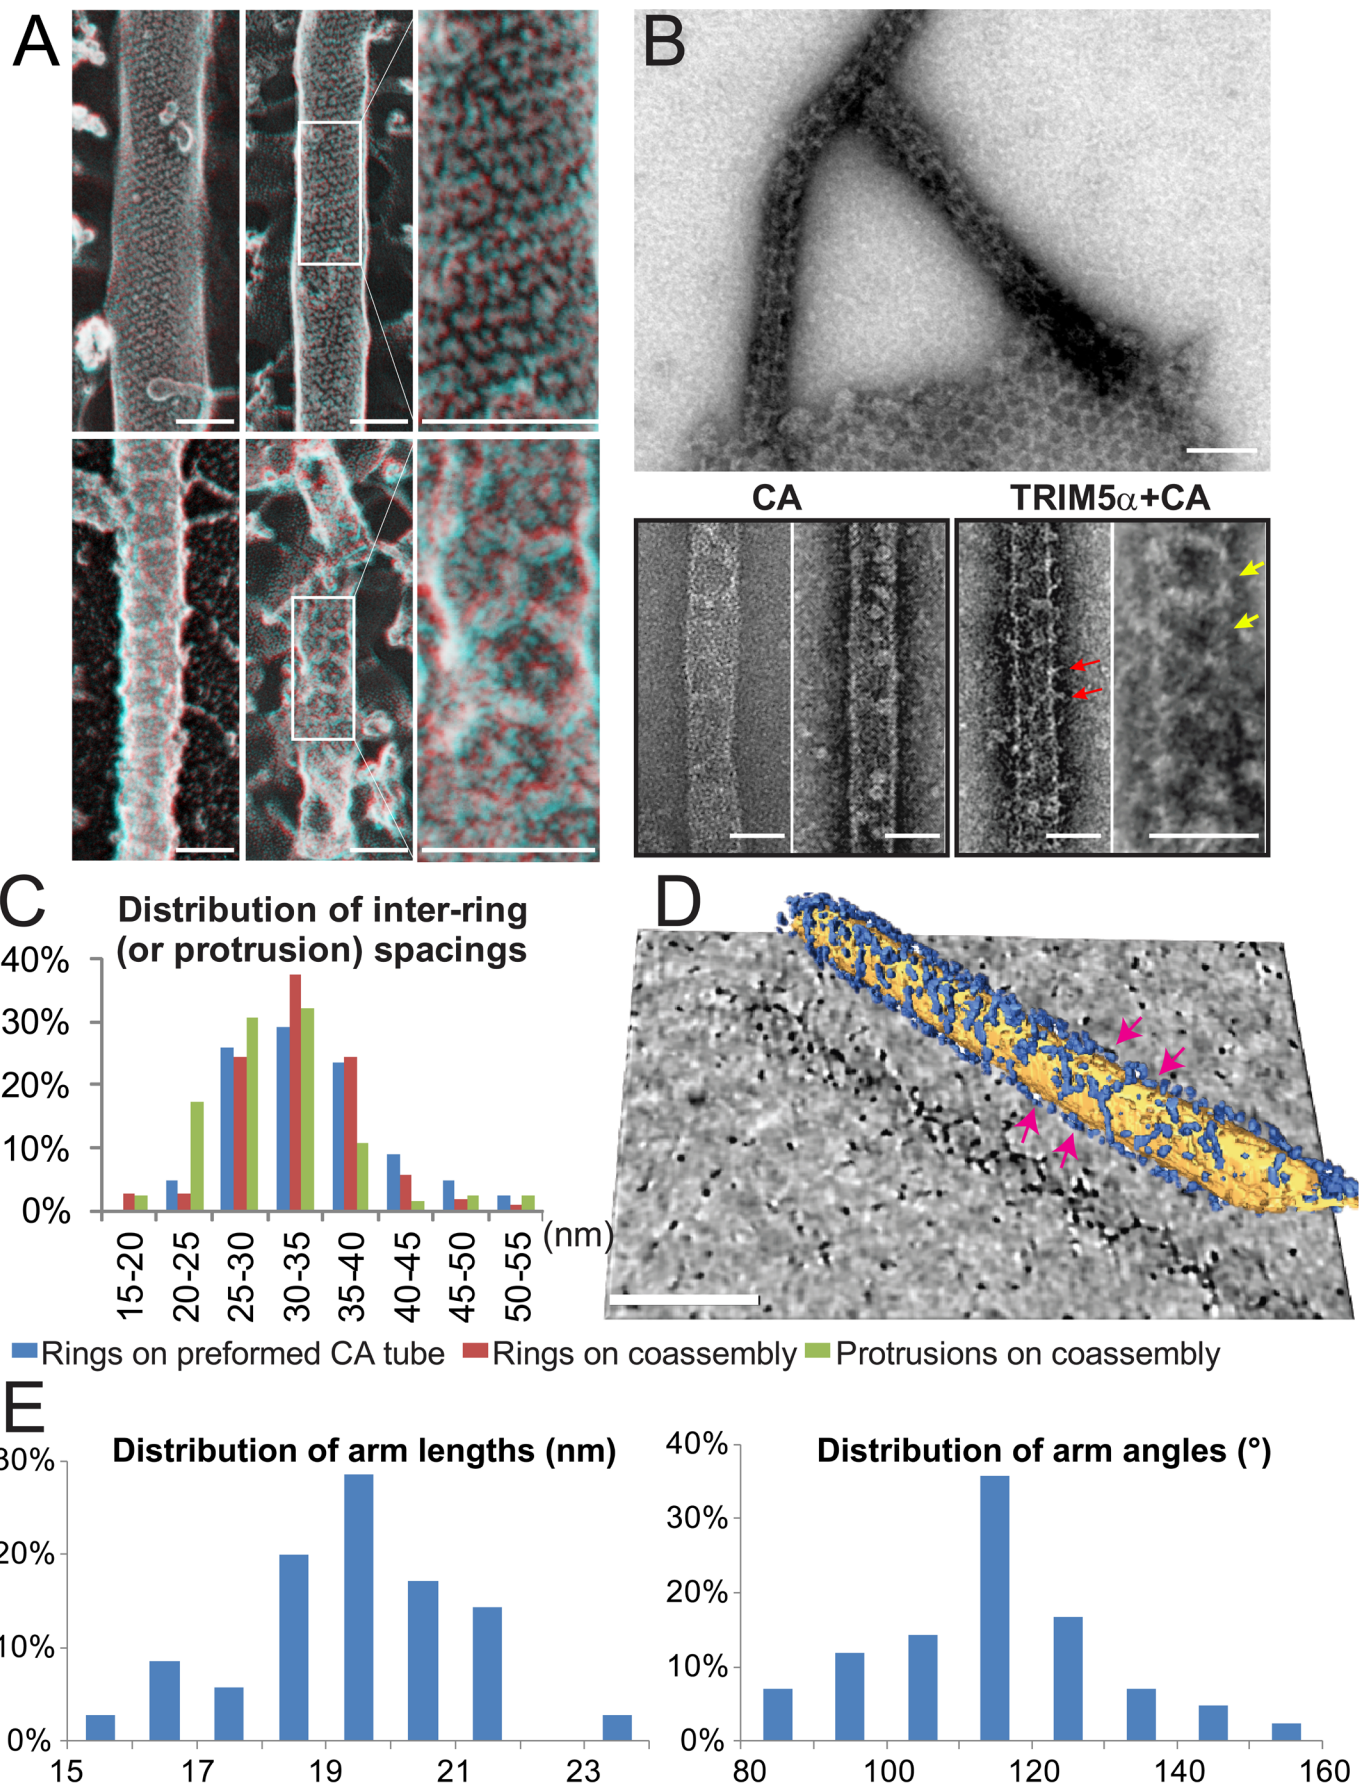 A
B
CA
TRIM5α+CA
C
Distribution of inter-ring
(or protrusion) spacings
40%
30%
20%
10%
0%
15-20
20-25
25-30
30-35
35-40
40-45
45-50
50-55
(nm)
D
Rings on preformed CA tube
Rings on coassembly
Protrusions on coassembly
E
Distribution of arm lengths (nm)
30%
20%
10%
0%
15
17
19
21
23
Distribution of arm angles (°)
40%
30%
20%
10%
0%
80
100
120
140
160